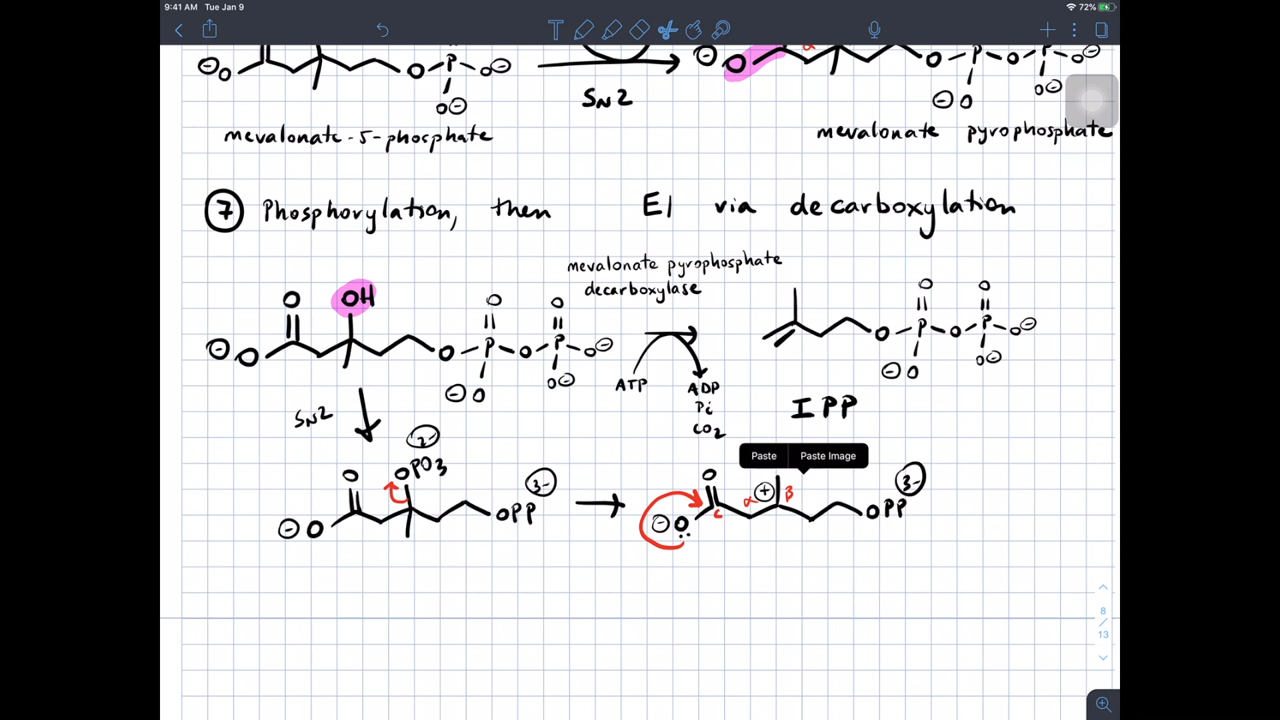 9:41 AM Tue Jan 9
72%
⊖O O P O⊖
O⊖
SN2
⊖ O α O P O P O⊖
⊖O O⊖
mevalonate-5-phosphate
mevalonate pyrophosphate
7 Phosphorylation, then E1 via decarboxylation
mevalonate pyrophosphate
decarboxylase
O OH O O
⊖ O O P O P O⊖
⊖O O⊖
ATP
ADP
Pi
CO2
O O
O P O P O⊖
⊖O O⊖
IPP
SN2
2-
O OPO3
3-
⊖ O OPP
Paste Paste Image
O α + β 3-
⊖ O C OPP
8
/
13